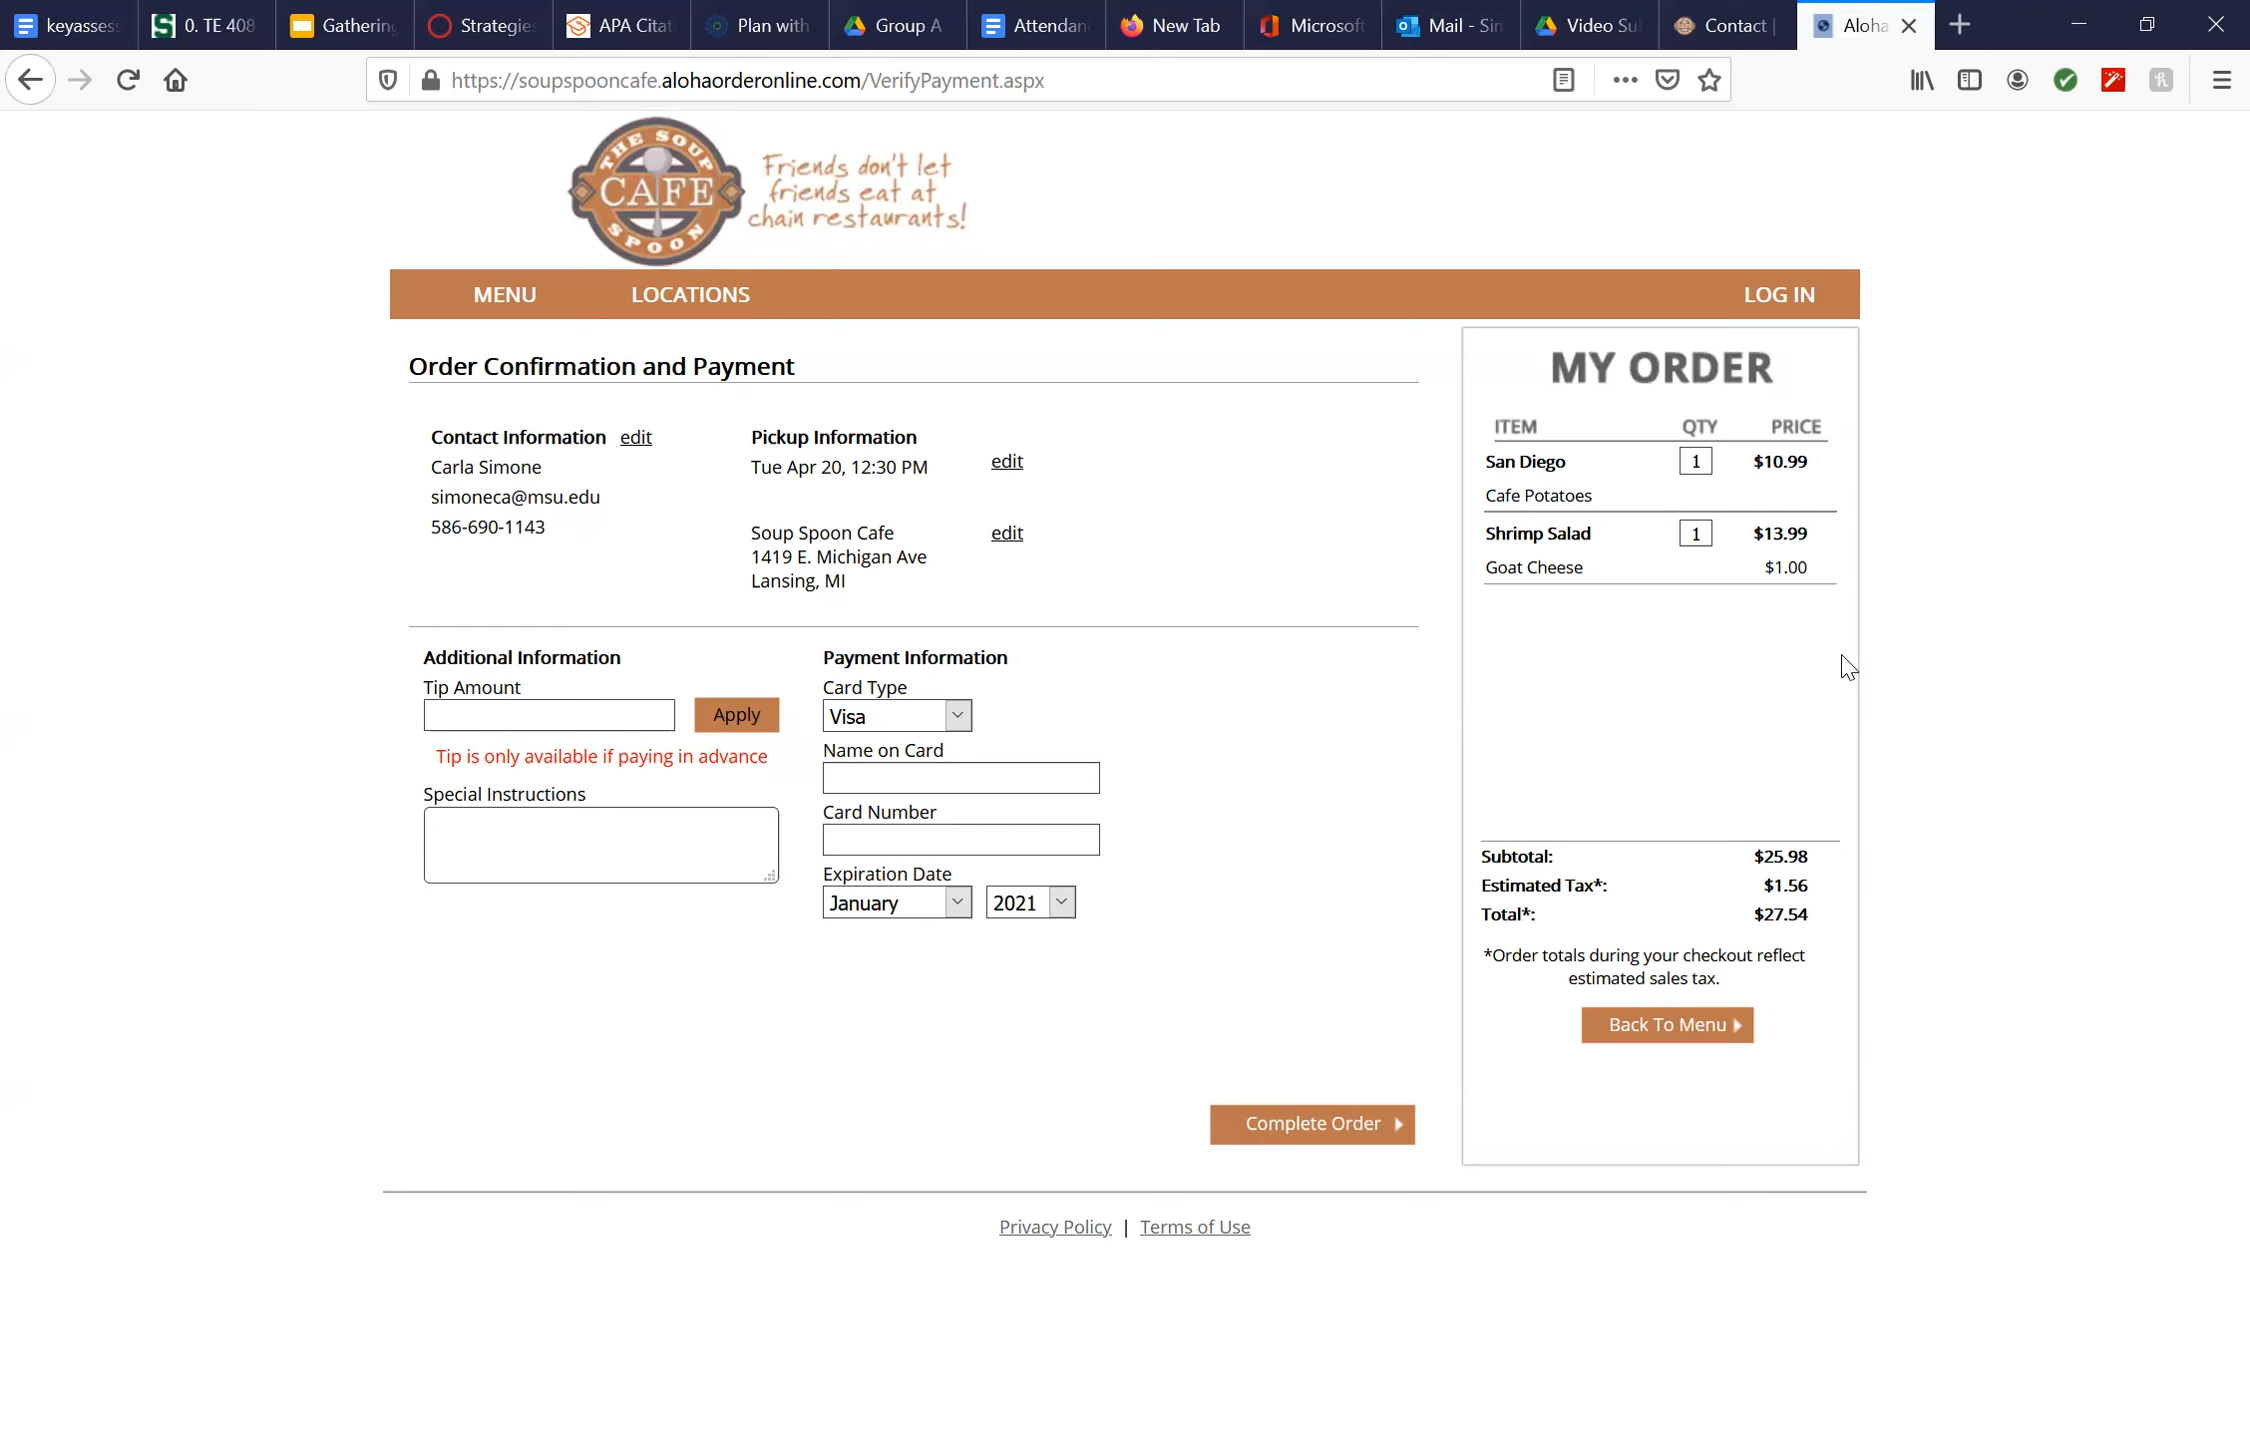 keyassess
0. TE 408
Gathering
Strategies
APA Citat
Plan with
Group A
Attendan
New Tab
Microsoft
Mail - Sin
Video Su
Contact |
Aloha
https://soupspooncafe.alohaorderonline.com/VerifyPayment.aspx
THE SOUP
CAFE
SPOON
Friends don't let
friends eat at
chain restaurants!
MENU
LOCATIONS
LOG IN
Order Confirmation and Payment
Contact Information edit
Carla Simone
simoneca@msu.edu
586-690-1143
Pickup Information
Tue Apr 20, 12:30 PM edit
Soup Spoon Cafe edit
1419 E. Michigan Ave
Lansing, MI
Additional Information
Tip Amount
Apply
Tip is only available if paying in advance
Special Instructions
Payment Information
Card Type
Visa
Name on Card
Card Number
Expiration Date
January 2021
Complete Order
MY ORDER
ITEM QTY PRICE
San Diego 1 $10.99
Cafe Potatoes
Shrimp Salad 1 $13.99
Goat Cheese $1.00
Subtotal: $25.98
Estimated Tax*: $1.56
Total*: $27.54
*Order totals during your checkout reflect
estimated sales tax.
Back To Menu
Privacy Policy | Terms of Use